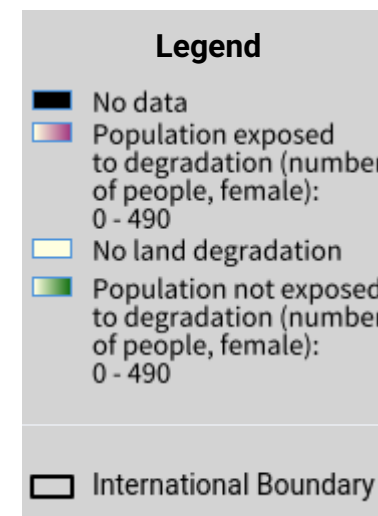 Legend
No data
Population exposed
to degradation (number
of people, female):
0 - 490
No land degradation
Population not exposed
to degradation (number
of people, female):
0 - 490
International Boundary